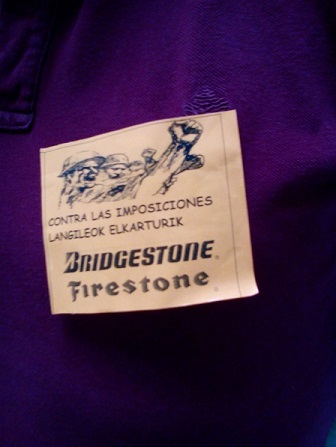 CONTRA LAS IMPOSICIONES
LANGILEOK ELKARTURIK
BRIDGESTONE
Firestone